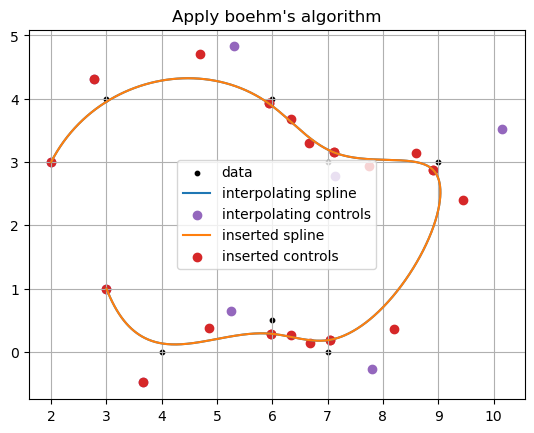 Apply boehm's algorithm
5
4
3
2
1
0
data
interpolating spline
interpolating controls
inserted spline
inserted controls
2 3 4 5 6 7 8 9 10